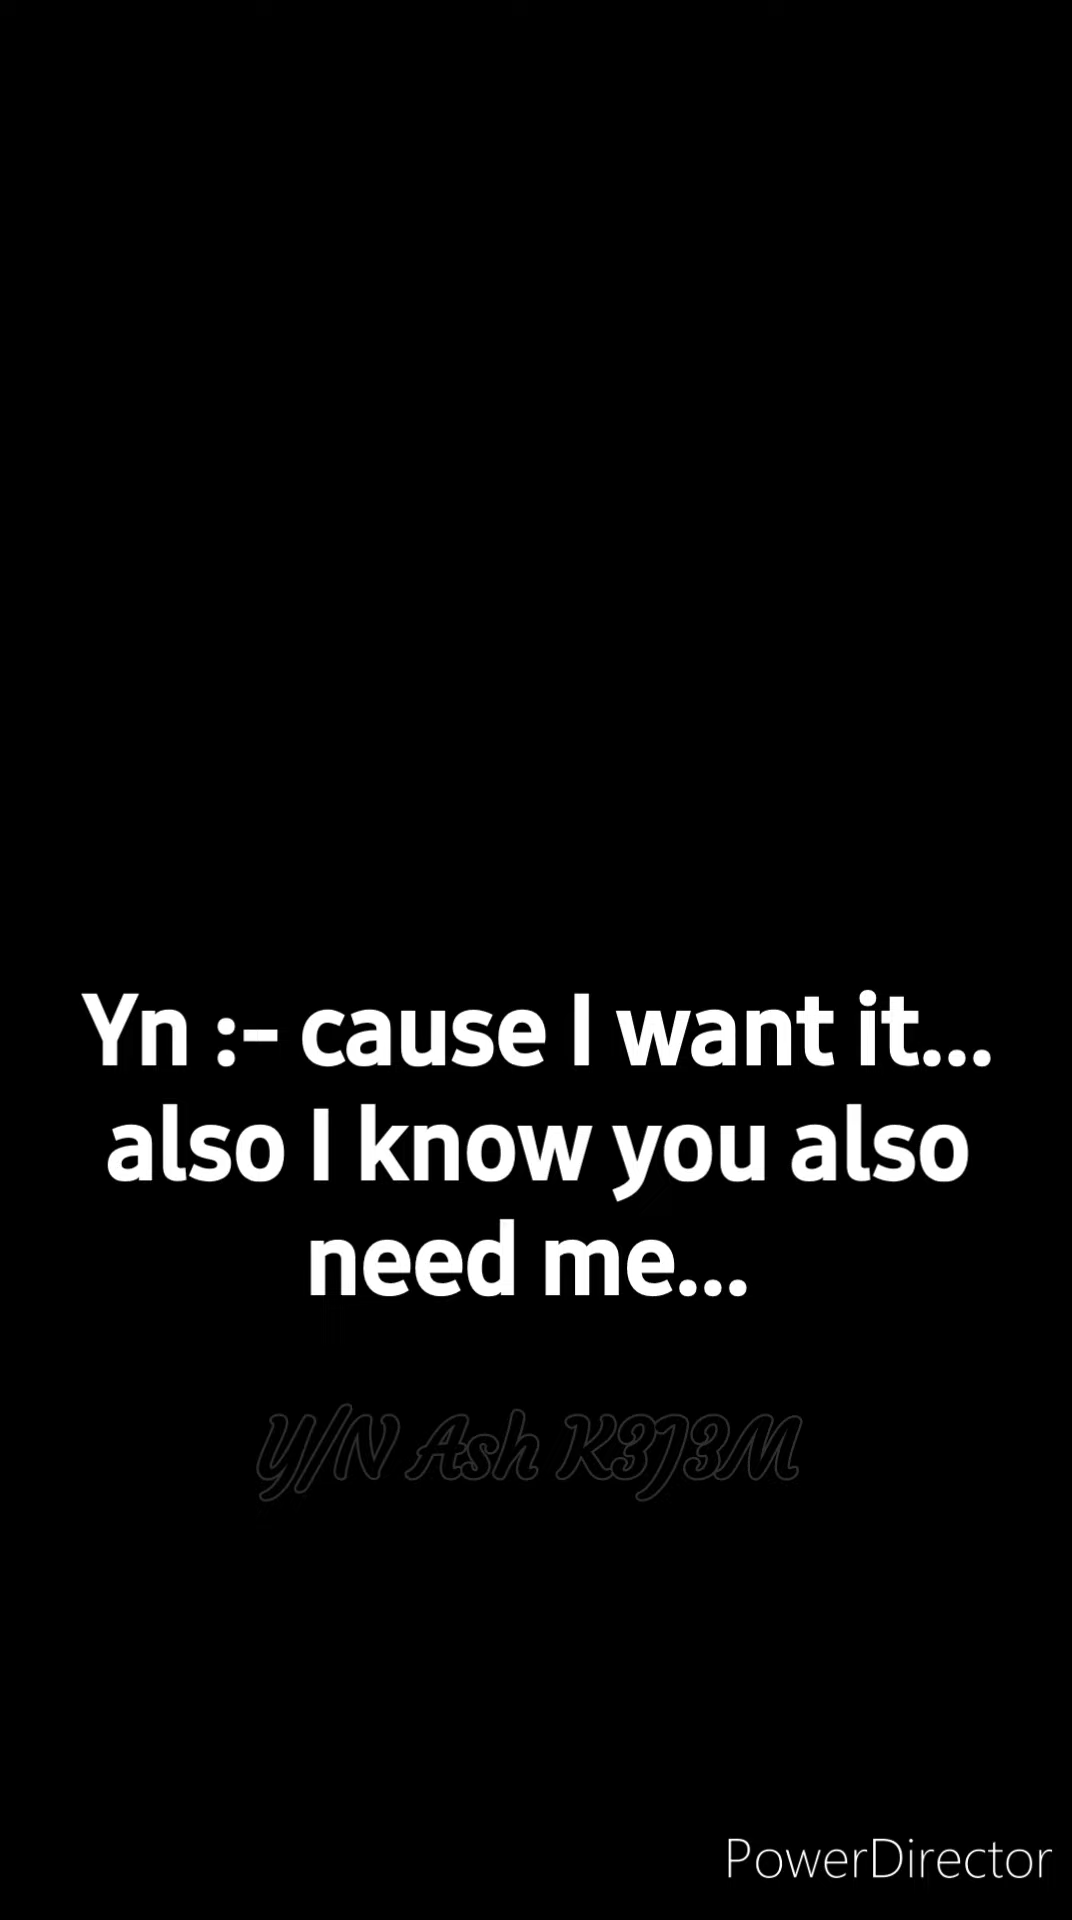 Yn :- cause I want it...
also I know you also
need me...
Y/N Ash K3J3M
PowerDirector